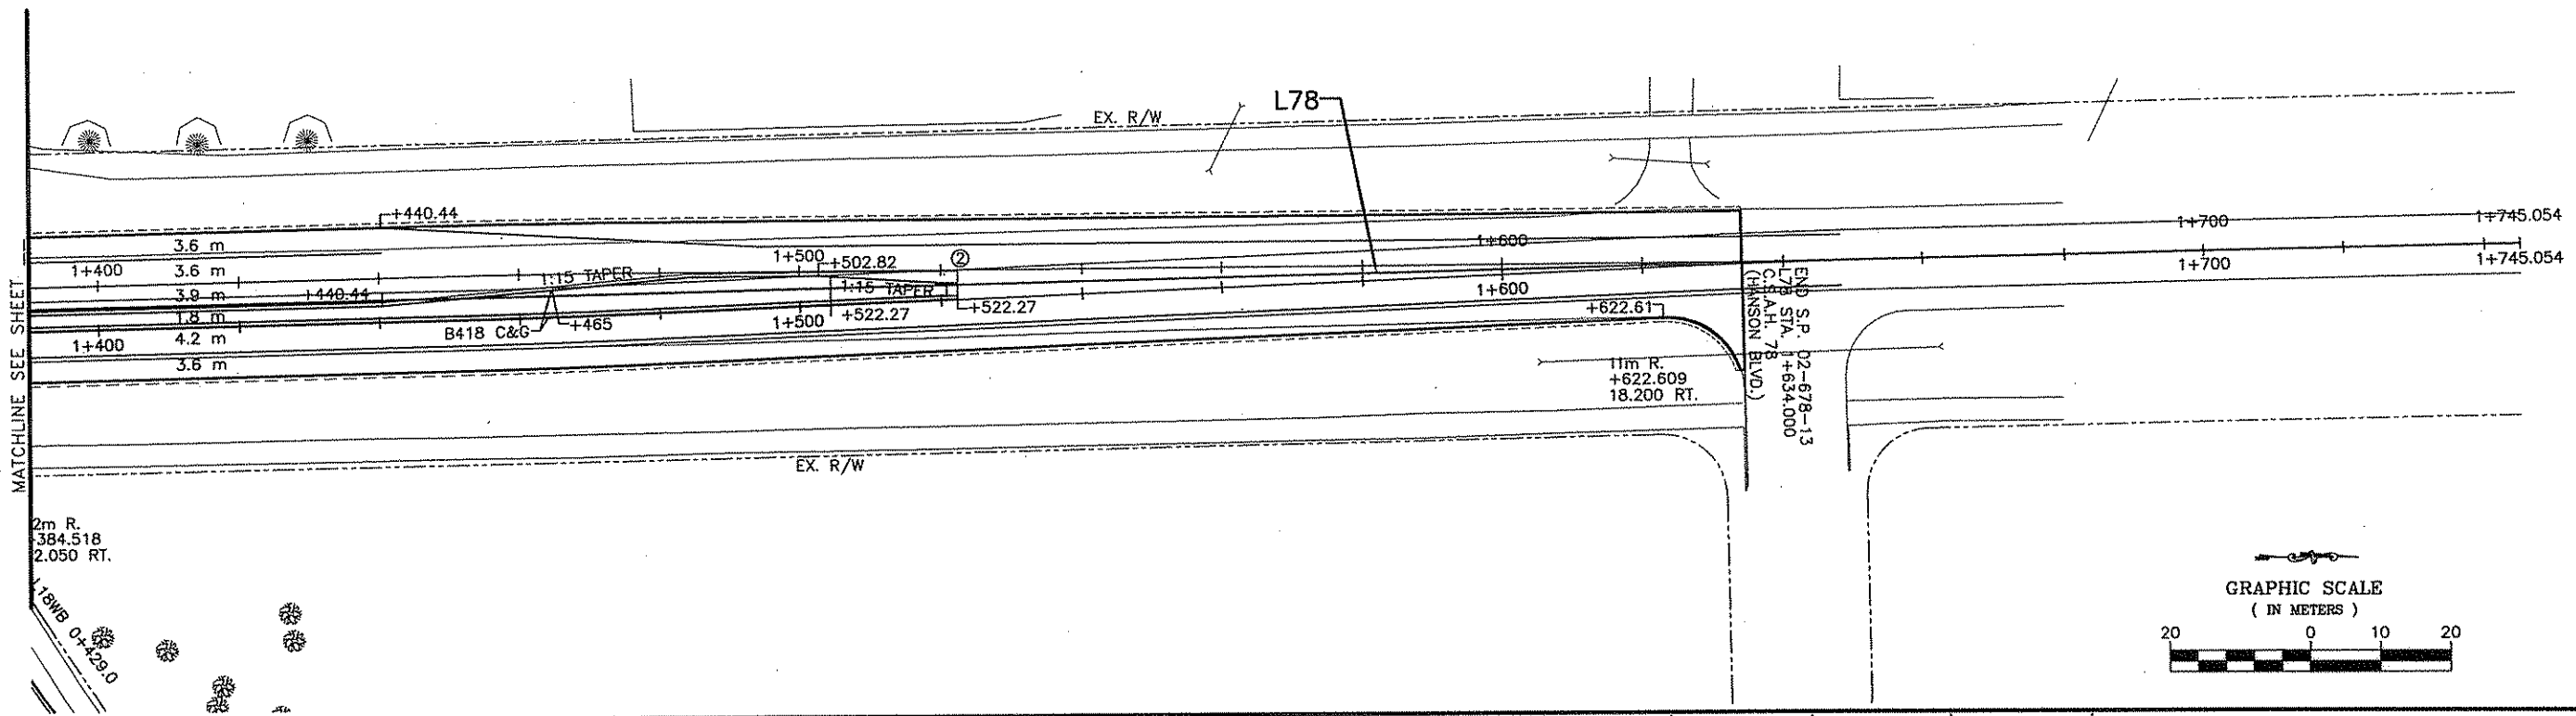 L78
EX. R/W
+440.44
3.6 m
1+400
3.6 m
3.9 m
+440.44
1.8 m
1+400
4.2 m
3.6 m
1:15 TAPER
B418 C&G
+465
1+500
+502.82
②
1:15 TAPER
1+500
+522.27
+522.27
1+600
1+600
+622.61
1+700
1+745.054
1+700
1+745.054
END S.P. 02-678-13
L78 STA. 1+634.000
C.S.A.H. 78
(HANSON BLVD.)
11m R.
+622.609
18.200 RT.
EX. R/W
MATCHLINE SEE SHEET
2m R.
384.518
2.050 RT.
18WB 0+429.0
GRAPHIC SCALE
( IN METERS )
20 0 10 20